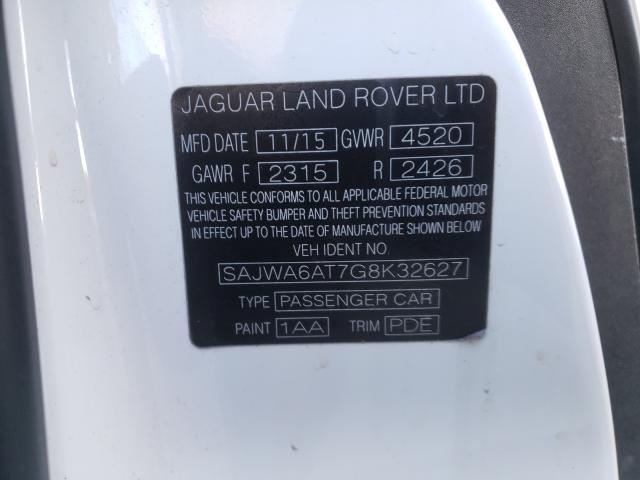 JAGUAR LAND ROVER LTD
MFD DATE 11/15 GVWR 4520
GAWR F 2315 R 2426
THIS VEHICLE CONFORMS TO ALL APPLICABLE FEDERAL MOTOR
VEHICLE SAFETY BUMPER AND THEFT PREVENTION STANDARDS
IN EFFECT UP TO THE DATE OF MANUFACTURE SHOWN BELOW
VEH IDENT NO.
SAJWA6AT7G8K32627
TYPE PASSENGER CAR
PAINT 1AA TRIM PDE